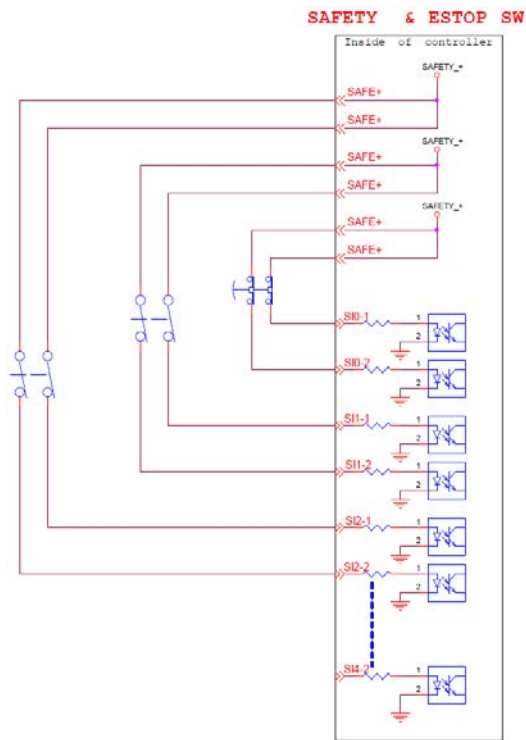 SAFETY & ESTOP SW
Inside of controller
SAFETY_+
SAFE+
SAFE+
SAFETY_+
SAFE+
SAFE+
SAFETY_+
SAFE+
SAFE+
SI0-1
1
2
SI0-2
1
2
SI1-1
1
2
SI1-2
1
2
SI2-1
1
2
SI2-2
1
2
SI4-2
1
2